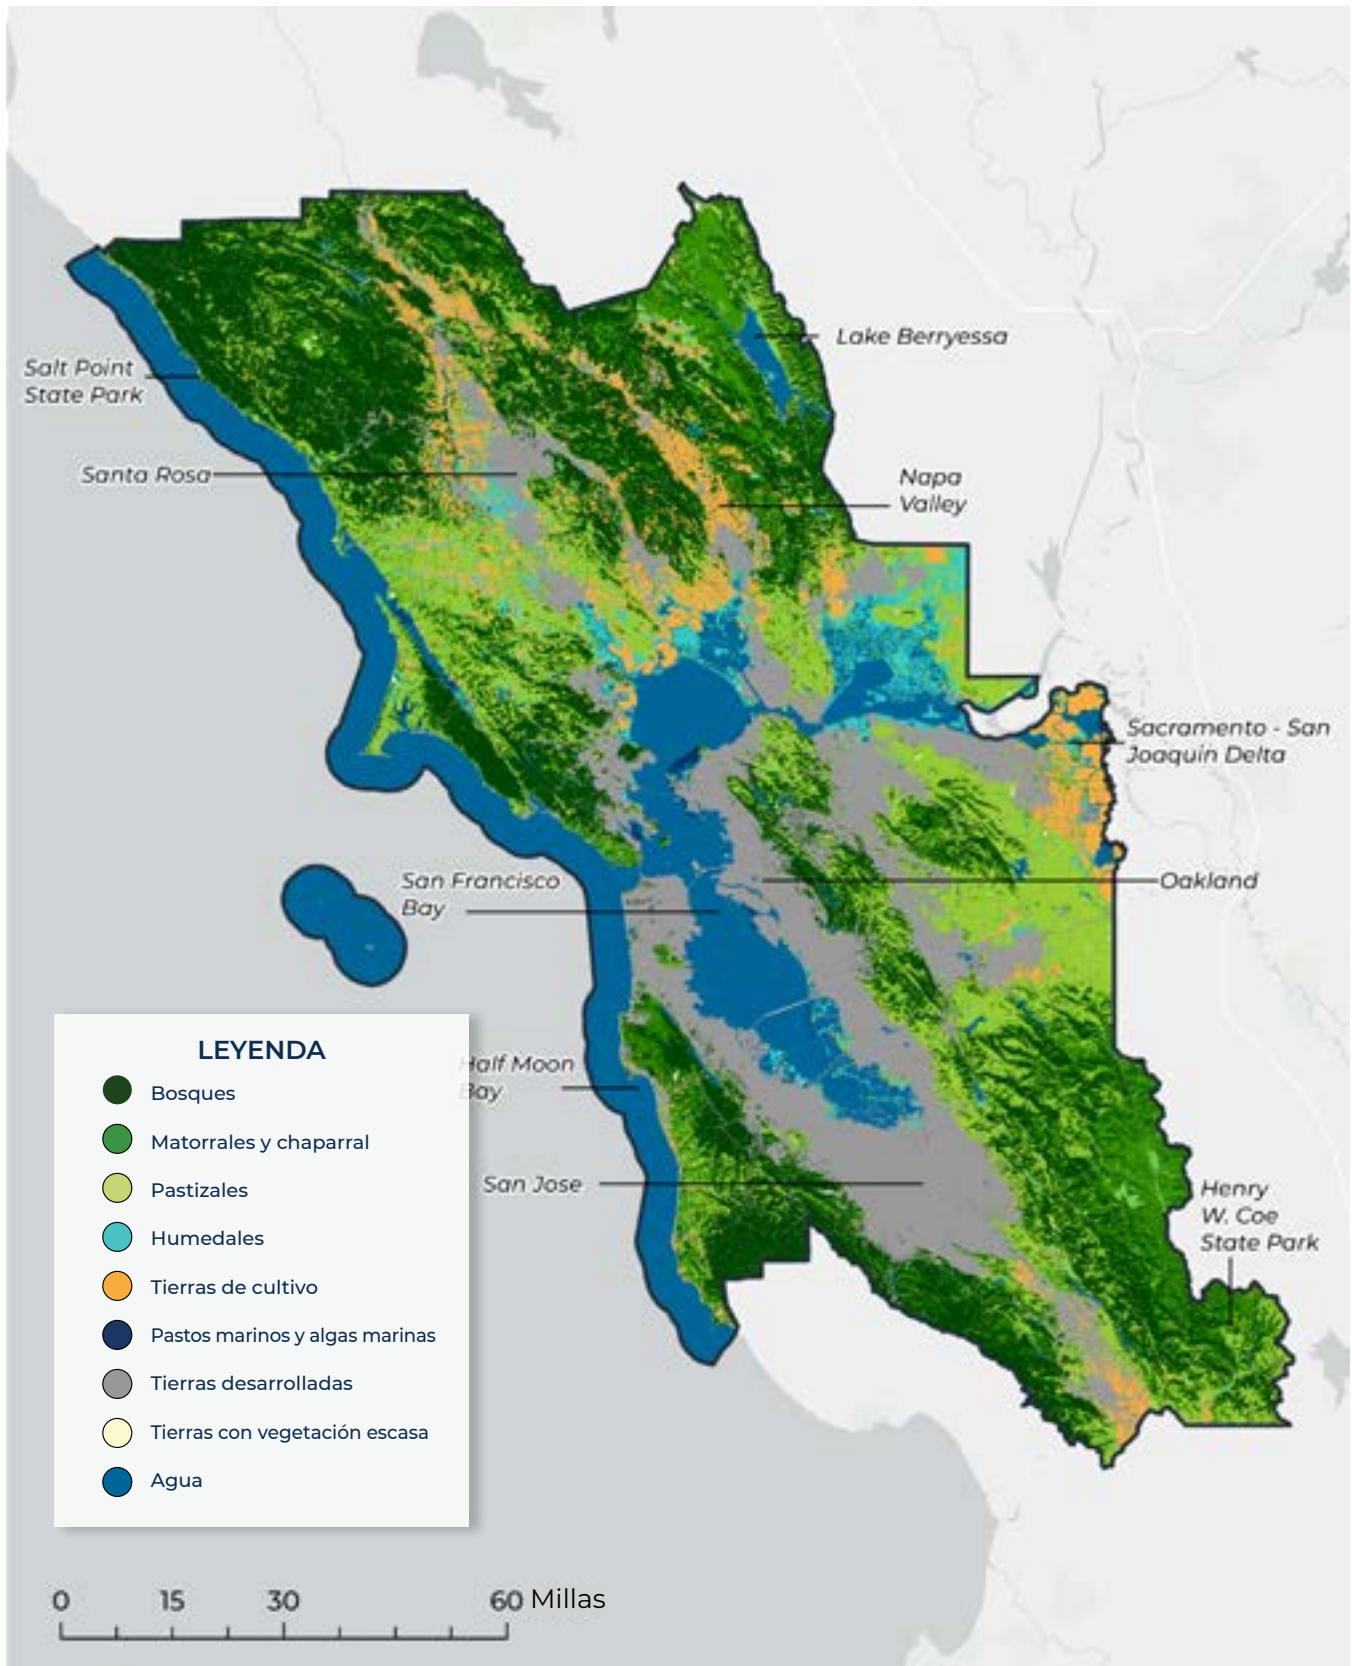 Lake Berryessa
Salt Point
State Park
Santa Rosa
Napa
Valley
Sacramento - San
Joaquin Delta
San Francisco
Bay
Oakland
Half Moon
Bay
San Jose
Henry
W. Coe
State Park
LEYENDA
Bosques
Matorrales y chaparral
Pastizales
Humedales
Tierras de cultivo
Pastos marinos y algas marinas
Tierras desarrolladas
Tierras con vegetación escasa
Agua
0 15 30 60 Millas